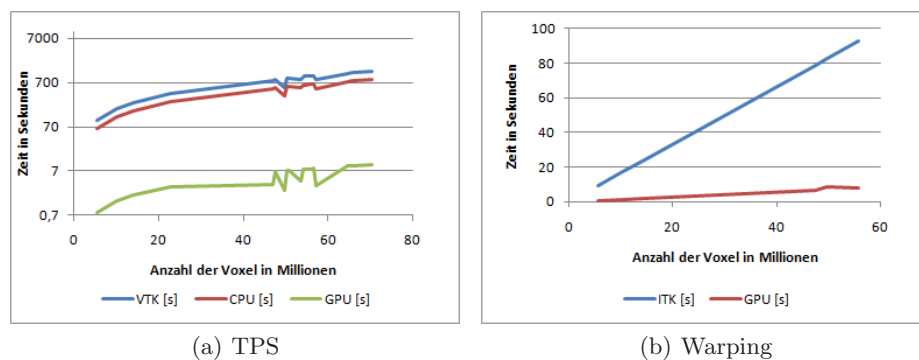 7000
700
70
7
0,7
Zeit in Sekunden
0 20 40 60 80
Anzahl der Voxel in Millionen
VTK [s] CPU [s] GPU [s]
(a) TPS
100
80
60
40
20
0
Zeit in Sekunden
0 20 40 60
Anzahl der Voxel in Millionen
ITK [s] GPU [s]
(b) Warping